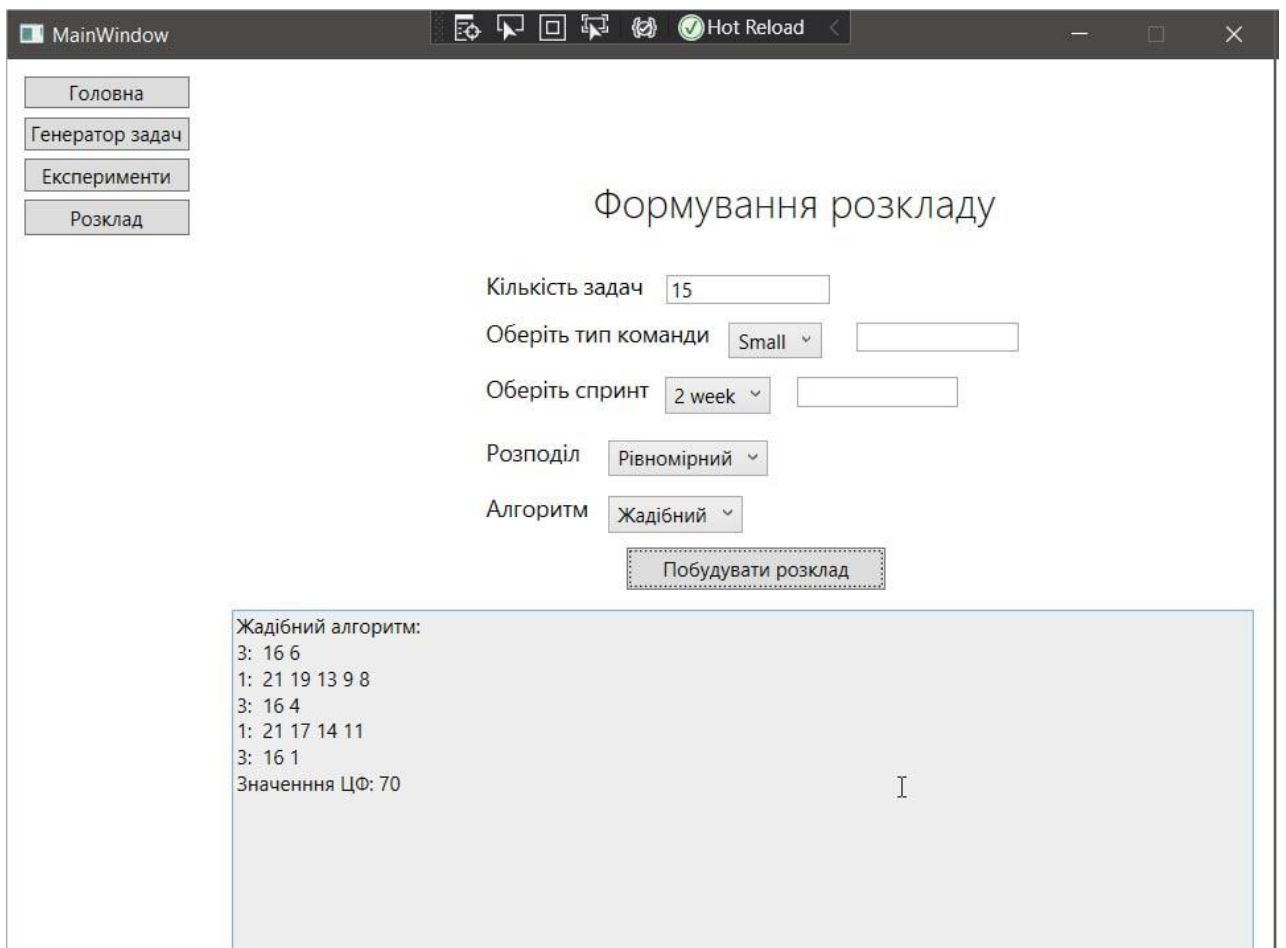 MainWindow
Hot Reload
Головна
Генератор задач
Експерименти
Розклад
Формування розкладу
Кількість задач 15
Оберіть тип команди Small
Оберіть спринт 2 week
Розподіл Рівномірний
Алгоритм Жадібний
Побудувати розклад
Жадібний алгоритм:
3: 16 6
1: 21 19 13 9 8
3: 16 4
1: 21 17 14 11
3: 16 1
Значенння ЦФ: 70